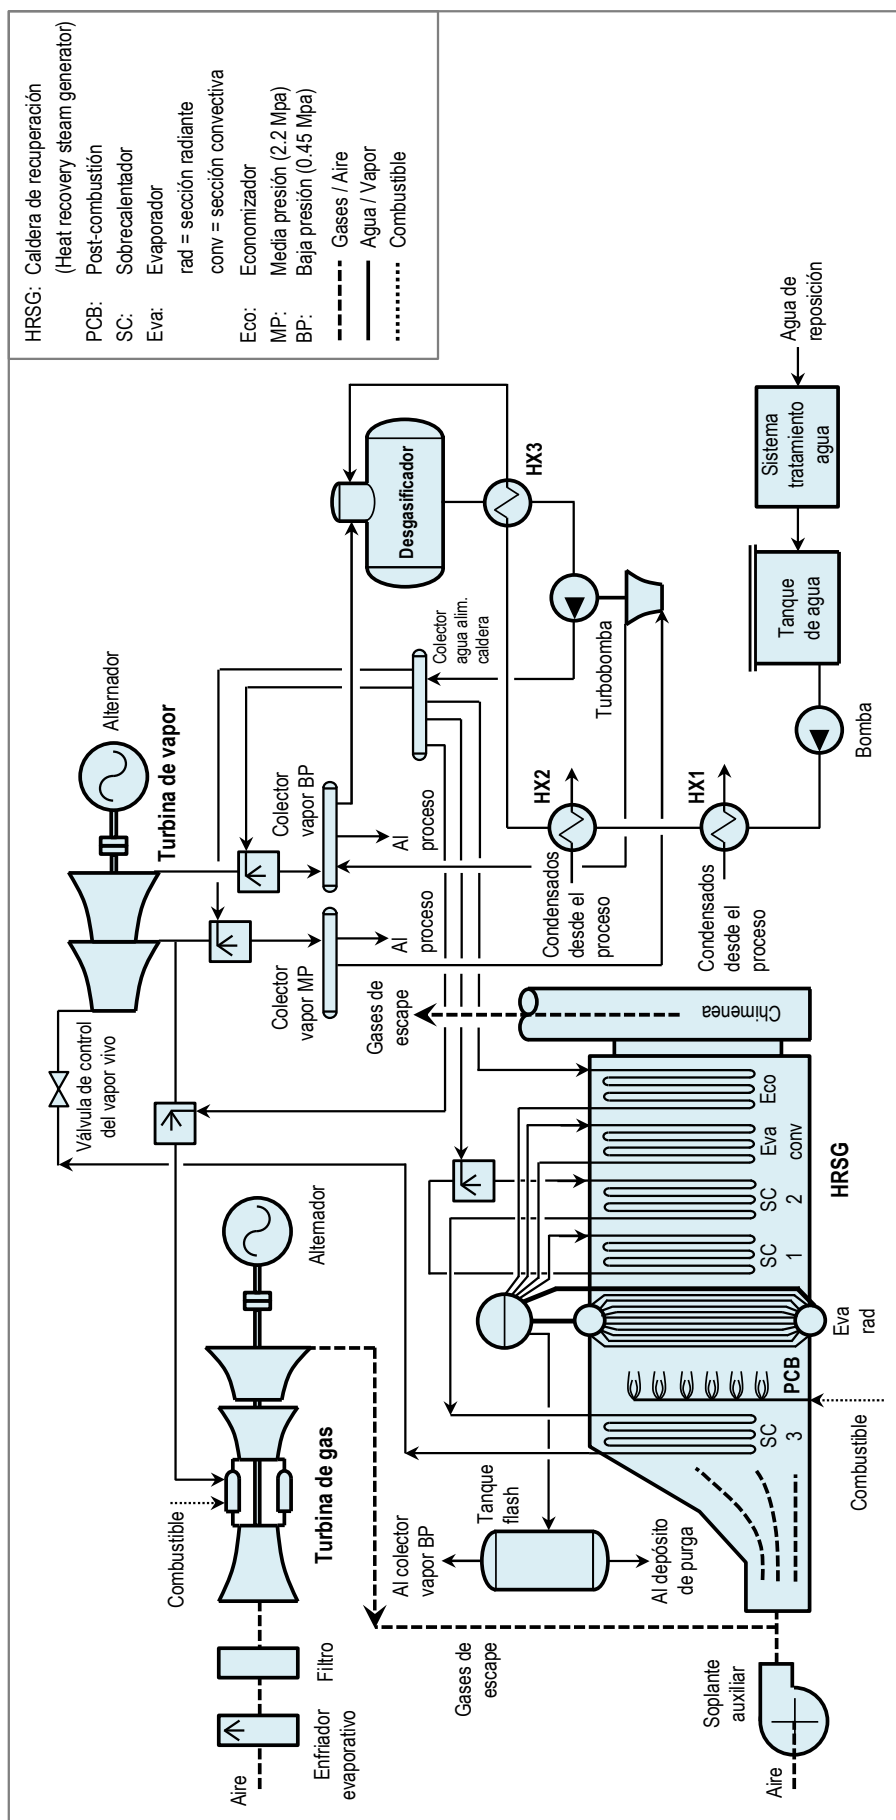 HRSG: Caldera de recuperación
(Heat recovery steam generator)
PCB: Post-combustión
SC: Sobrecalentador
Eva: Evaporador
rad = sección radiante
conv = sección convectiva
Eco: Economizador
MP: Media presión (2.2 Mpa)
BP: Baja presión (0.45 Mpa)
Gases / Aire
Agua / Vapor
Combustible
Aire
Enfriador
evaporativo
Filtro
Combustible
Turbina de gas
Alternador
Válvula de control
del vapor vivo
Turbina de vapor
Alternador
Colector vapor MP
Al
proceso
Colector
vapor BP
Al
proceso
Colector
agua alim.
caldera
Desgasificador
HX3
Turbobomba
HX2
Condensados
desde el
proceso
HX1
Condensados
desde el
proceso
Bomba
Tanque
de agua
Sistema
tratamiento
agua
Agua de
reposición
Gases de
escape
Chimenea
Gases de
escape
Al colector
vapor BP
Tanque
flash
Al depósito
de purga
Soplante
auxiliar
Aire
SC
3
Combustible
PCB
Eva
rad
SC
1
SC
2
Eva
conv
Eco
HRSG